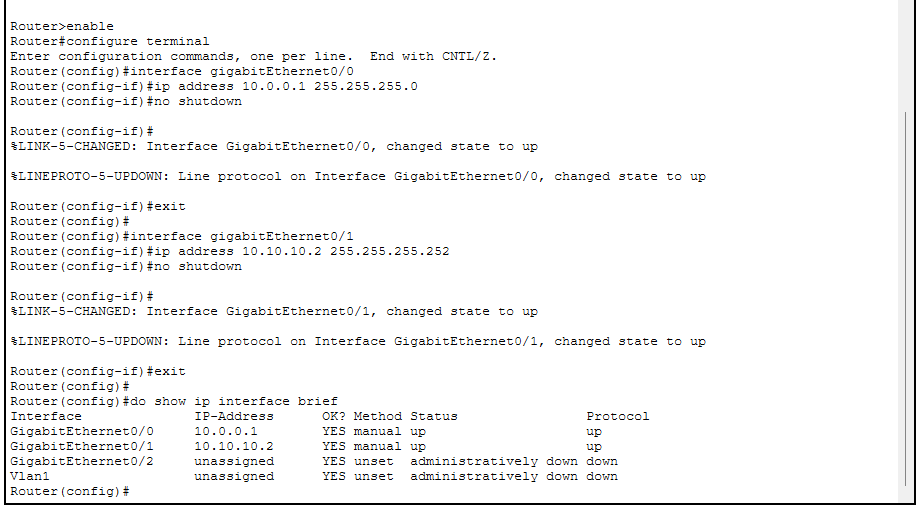 Router>enable
Router#configure terminal
Enter configuration commands, one per line.  End with CNTL/Z.
Router(config)#interface gigabitEthernet0/0
Router(config-if)#ip address 10.0.0.1 255.255.255.0
Router(config-if)#no shutdown
Router(config-if)#
%LINK-5-CHANGED: Interface GigabitEthernet0/0, changed state to up
%LINEPROTO-5-UPDOWN: Line protocol on Interface GigabitEthernet0/0, changed state to up
Router(config-if)#exit
Router(config)#
Router(config)#interface gigabitEthernet0/1
Router(config-if)#ip address 10.10.10.2 255.255.255.252
Router(config-if)#no shutdown
Router(config-if)#
%LINK-5-CHANGED: Interface GigabitEthernet0/1, changed state to up
%LINEPROTO-5-UPDOWN: Line protocol on Interface GigabitEthernet0/1, changed state to up
Router(config-if)#exit
Router(config)#
Router(config)#do show ip interface brief
Interface              IP-Address      OK? Method Status                Protocol
GigabitEthernet0/0     10.0.0.1        YES manual up                    up
GigabitEthernet0/1     10.10.10.2      YES manual up                    up
GigabitEthernet0/2     unassigned      YES unset  administratively down down
Vlan1                  unassigned      YES unset  administratively down down
Router(config)#